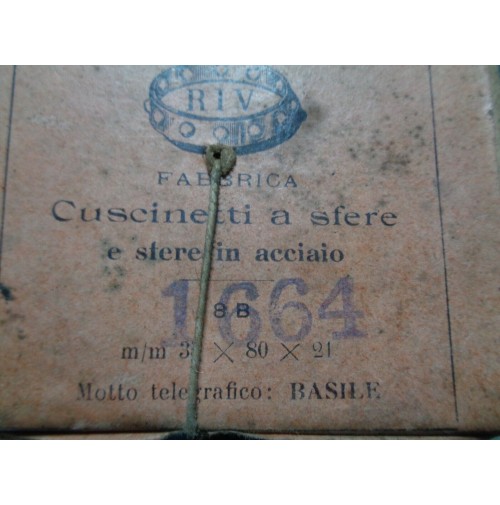 RIV
FABBRICA
Cuscinetti a sfere
e sfere in acciaio
1664
8 B
m/m 3 × 80 × 21
Motto telegrafico: BASILE